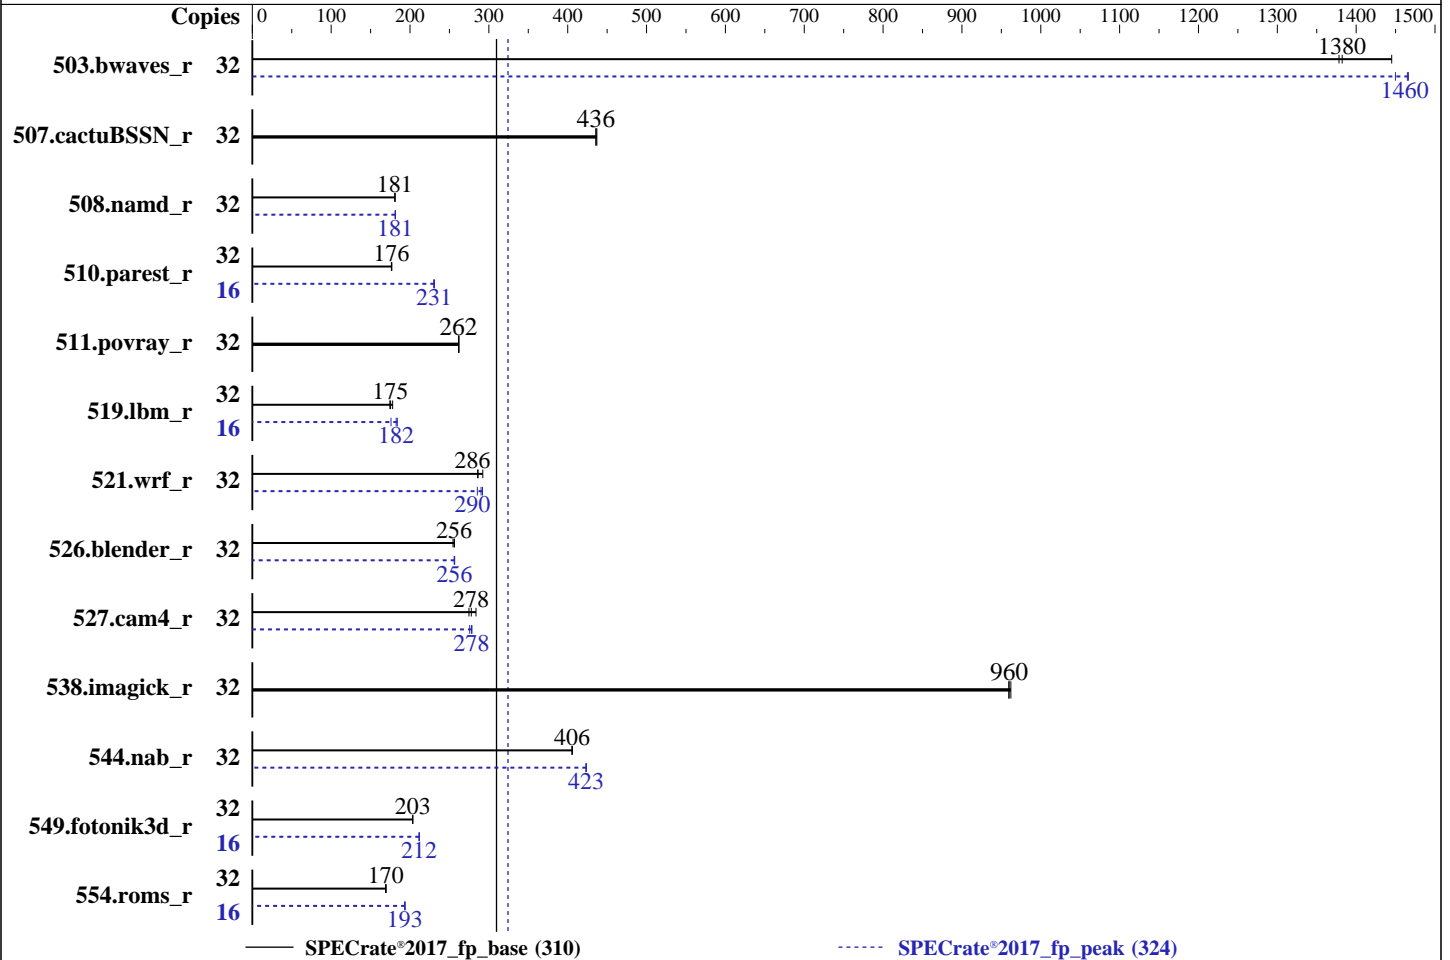 Copies 0 100 200 300 400 500 600 700 800 900 1000 1100 1200 1300 1400 1500
503.bwaves_r 32 1380
1460
507.cactuBSSN_r 32 436
508.namd_r 32 181
181
510.parest_r 32 176
16 231
511.povray_r 32 262
519.lbm_r 32 175
16 182
521.wrf_r 32 286
290
526.blender_r 32 256
256
527.cam4_r 32 278
278
538.imagick_r 32 960
544.nab_r 32 406
423
549.fotonik3d_r 32 203
16 212
554.roms_r 32 170
16 193
SPECrate®2017_fp_base (310) SPECrate®2017_fp_peak (324)